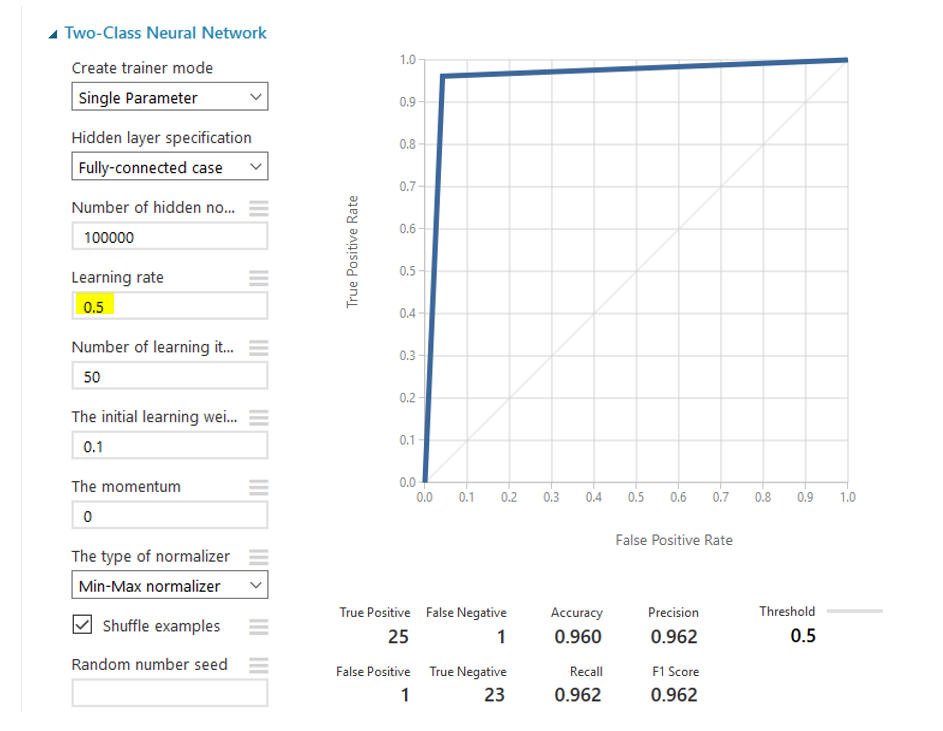 Two-Class Neural Network
Create trainer mode
Single Parameter
Hidden layer specification
Fully-connected case
Number of hidden no...
100000
Learning rate
0.5
Number of learning it...
50
The initial learning wei...
0.1
The momentum
0
The type of normalizer
Min-Max normalizer
Shuffle examples
Random number seed
1.0
0.9
0.8
0.7
0.6
0.5
0.4
0.3
0.2
0.1
0.0
True Positive Rate
0.0 0.1 0.2 0.3 0.4 0.5 0.6 0.7 0.8 0.9 1.0
False Positive Rate
True Positive False Negative Accuracy Precision Threshold
25 1 0.960 0.962 0.5
False Positive True Negative Recall F1 Score
1 23 0.962 0.962